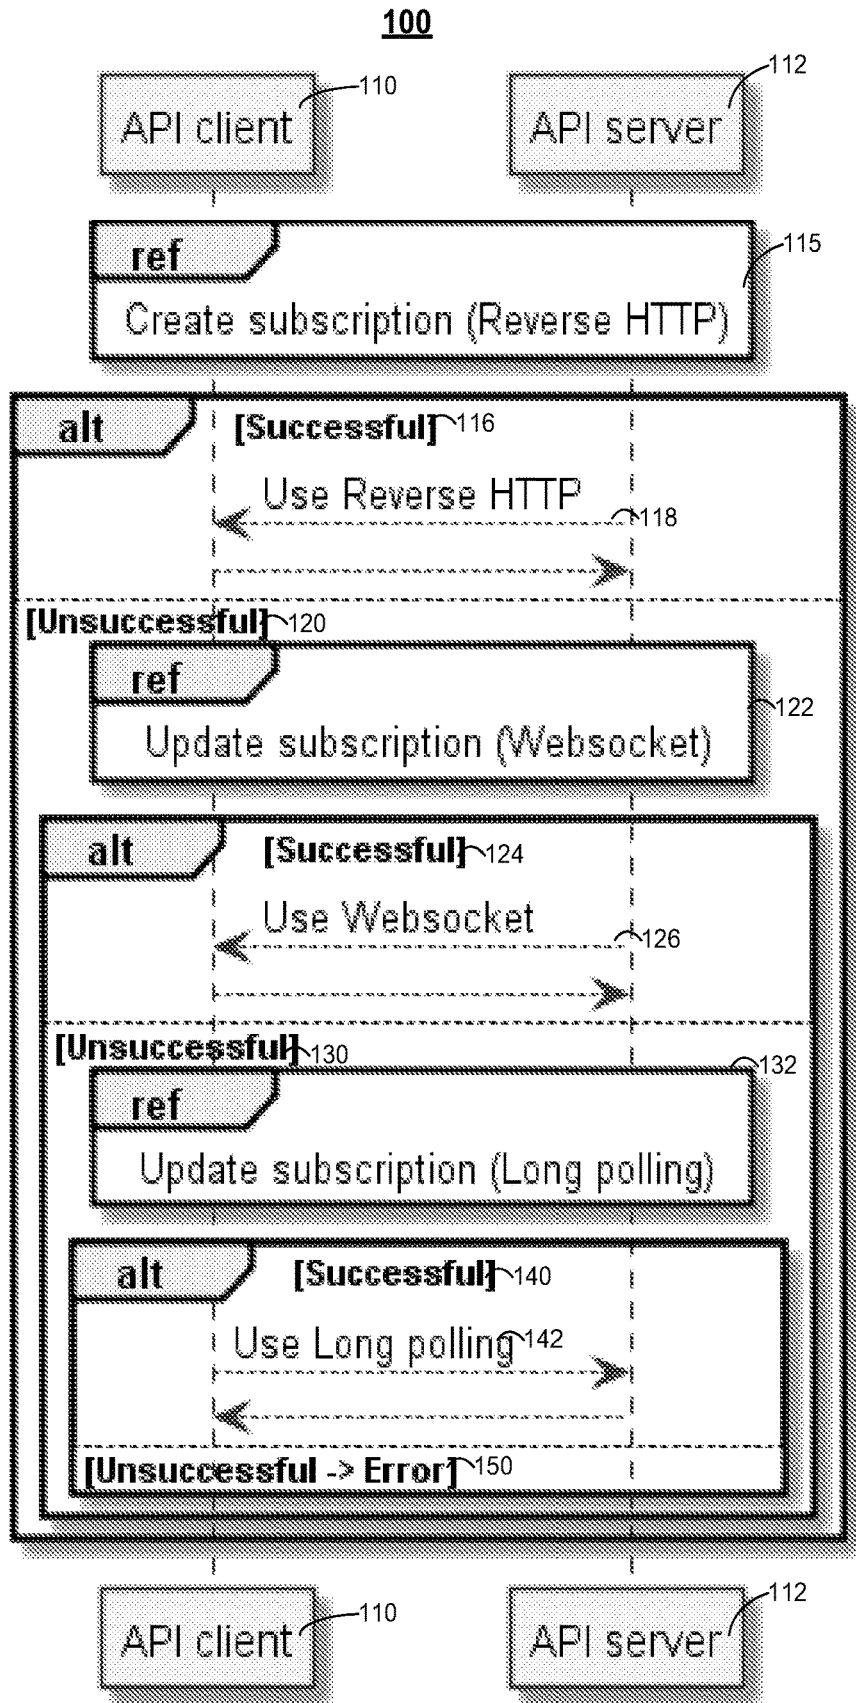 100
API client 110
API server 112
ref 115
Create subscription (Reverse HTTP)
alt [Successful] 116
Use Reverse HTTP
118
[Unsuccessful] 120
ref
122
Update subscription (Websocket)
alt [Successful] 124
Use Websocket
126
[Unsuccessful] 130
132
ref
Update subscription (Long polling)
alt [Successful] 140
Use Long polling 142
[Unsuccessful -> Error] 150
API client 110
API server 112